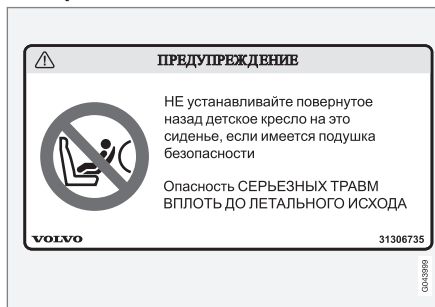 ПРЕДУПРЕЖДЕНИЕ
НЕ устанавливайте повернутое
назад детское кресло на это
сиденье, если имеется подушка
безопасности
Опасность СЕРЬЕЗНЫХ ТРАВМ
ВПЛОТЬ ДО ЛЕТАЛЬНОГО ИСХОДА
VOLVO 31306735
G043999